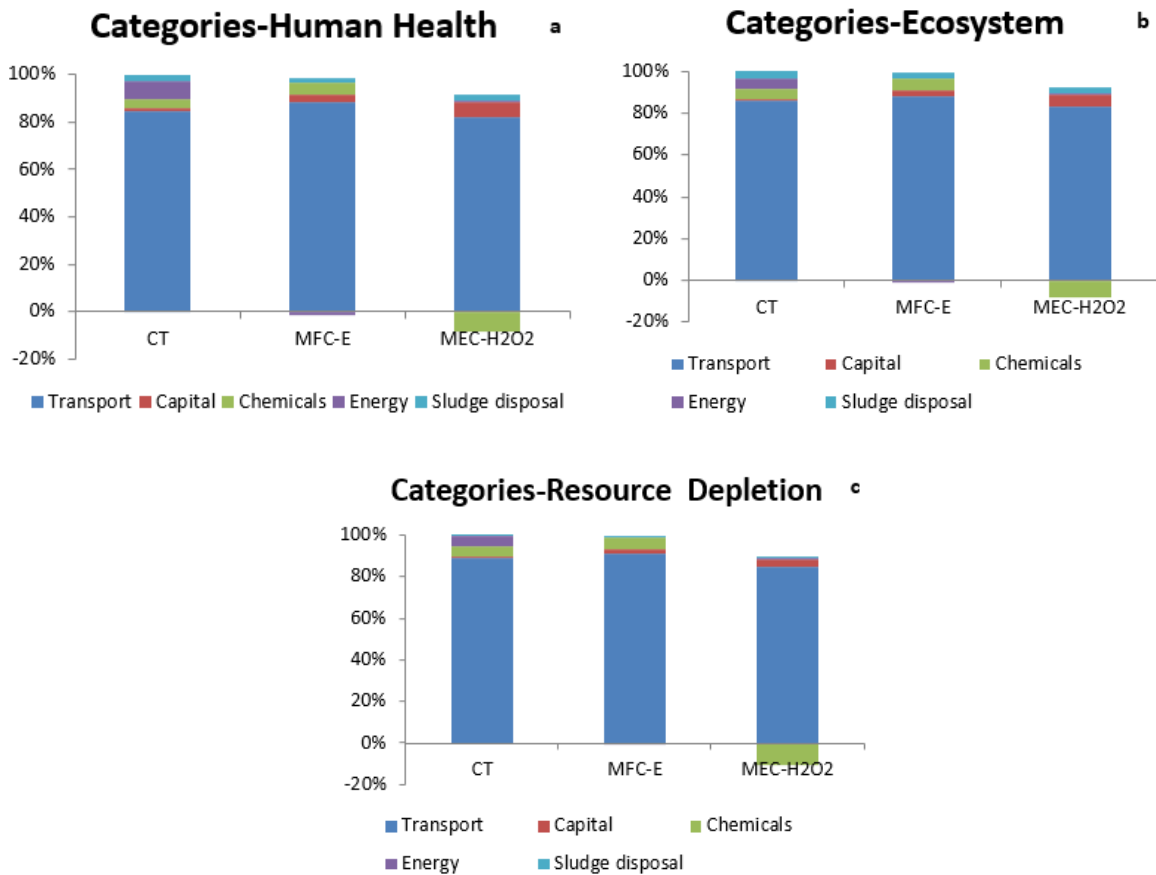 Categories-Human Health a
100%
80%
60%
40%
20%
0%
-20%
CT MFC-E MEC-H2O2
Transport Capital Chemicals Energy Sludge disposal
Categories-Ecosystem b
100%
80%
60%
40%
20%
0%
-20%
CT MFC-E MEC-H2O2
Transport Capital Chemicals
Energy Sludge disposal
Categories-Resource Depletion c
100%
80%
60%
40%
20%
0%
-20%
CT MFC-E MEC-H2O2
Transport Capital Chemicals
Energy Sludge disposal